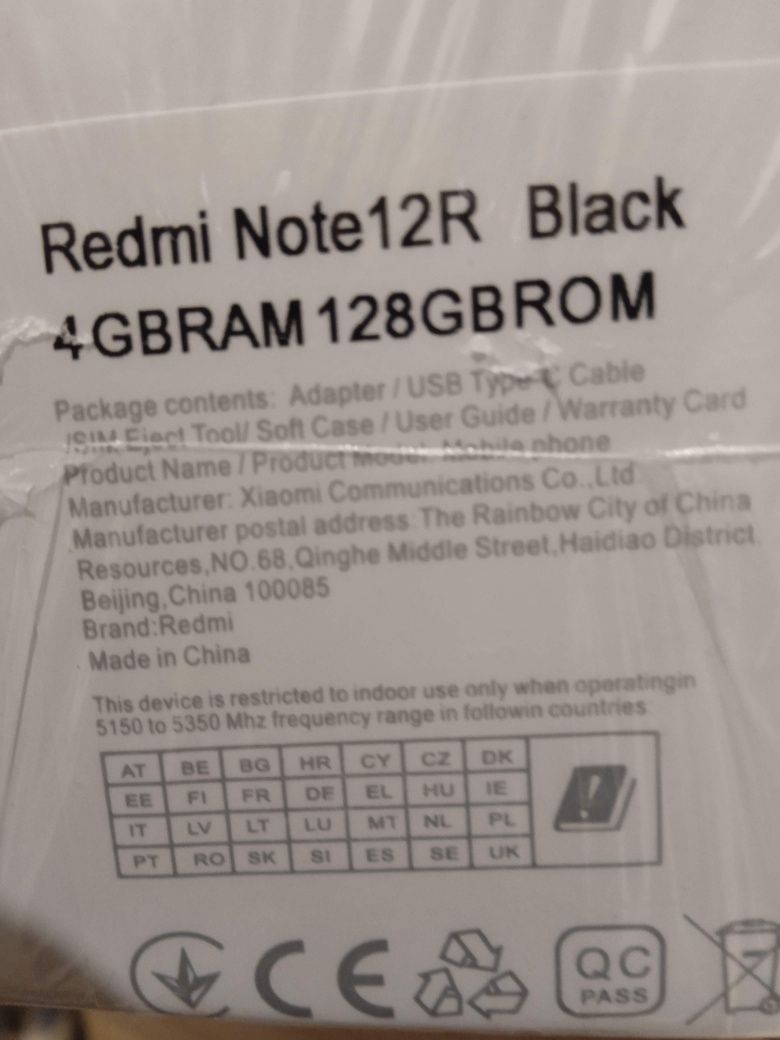 Redmi Note12R Black
4GBRAM 128GBROM
Package contents: Adapter / USB Type-C Cable
/SIM Eject Tool/ Soft Case / User Guide / Warranty Card
Product Name / Product Model: Mobile phone
Manufacturer: Xiaomi Communications Co.,Ltd.
Manufacturer postal address:The Rainbow City of China
Resources,NO.68,Qinghe Middle Street,Haidiao District,
Beijing,China 100085
Brand:Redmi
Made in China
This device is restricted to indoor use only when operatingin
5150 to 5350 Mhz frequency range in followin countries:
AT BE BG HR CY CZ DK
EE FI FR DE EL HU IE
IT LV LT LU MT NL PL
PT RO SK SI ES SE UK
CE
QC
PASS